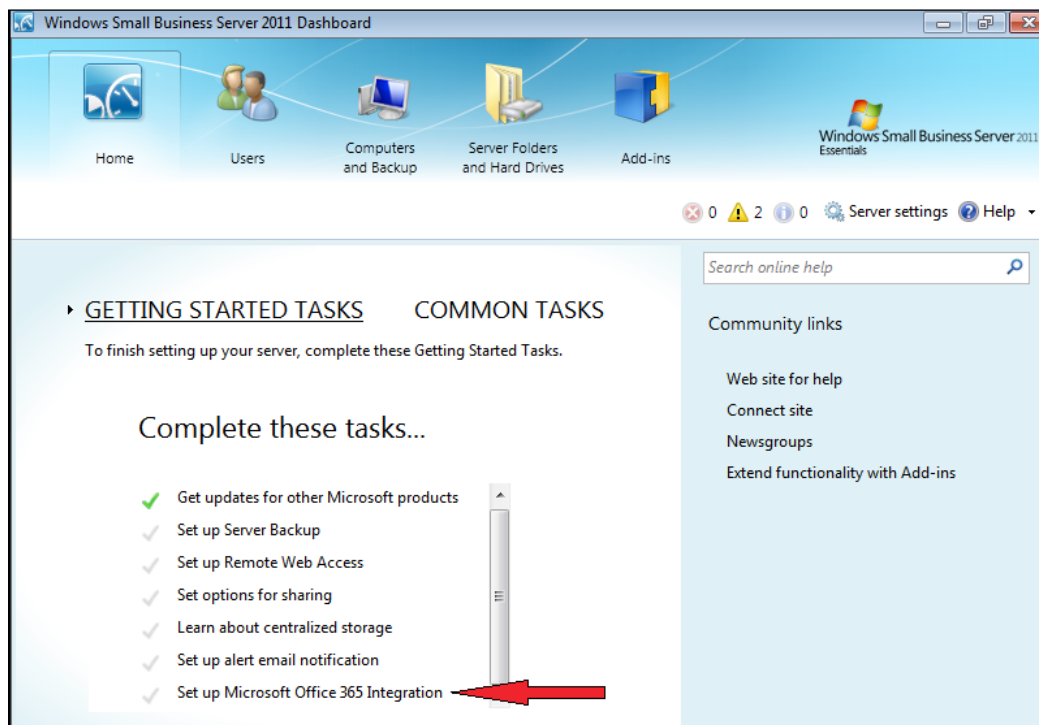 Windows Small Business Server 2011 Dashboard
Home
Users
Computers
and Backup
Server Folders
and Hard Drives
Add-ins
Windows Small Business Server 2011
Essentials
0 2 0 Server settings Help
Search online help
GETTING STARTED TASKS COMMON TASKS
To finish setting up your server, complete these Getting Started Tasks.
Complete these tasks...
Get updates for other Microsoft products
Set up Server Backup
Set up Remote Web Access
Set options for sharing
Learn about centralized storage
Set up alert email notification
Set up Microsoft Office 365 Integration
Community links
Web site for help
Connect site
Newsgroups
Extend functionality with Add-ins